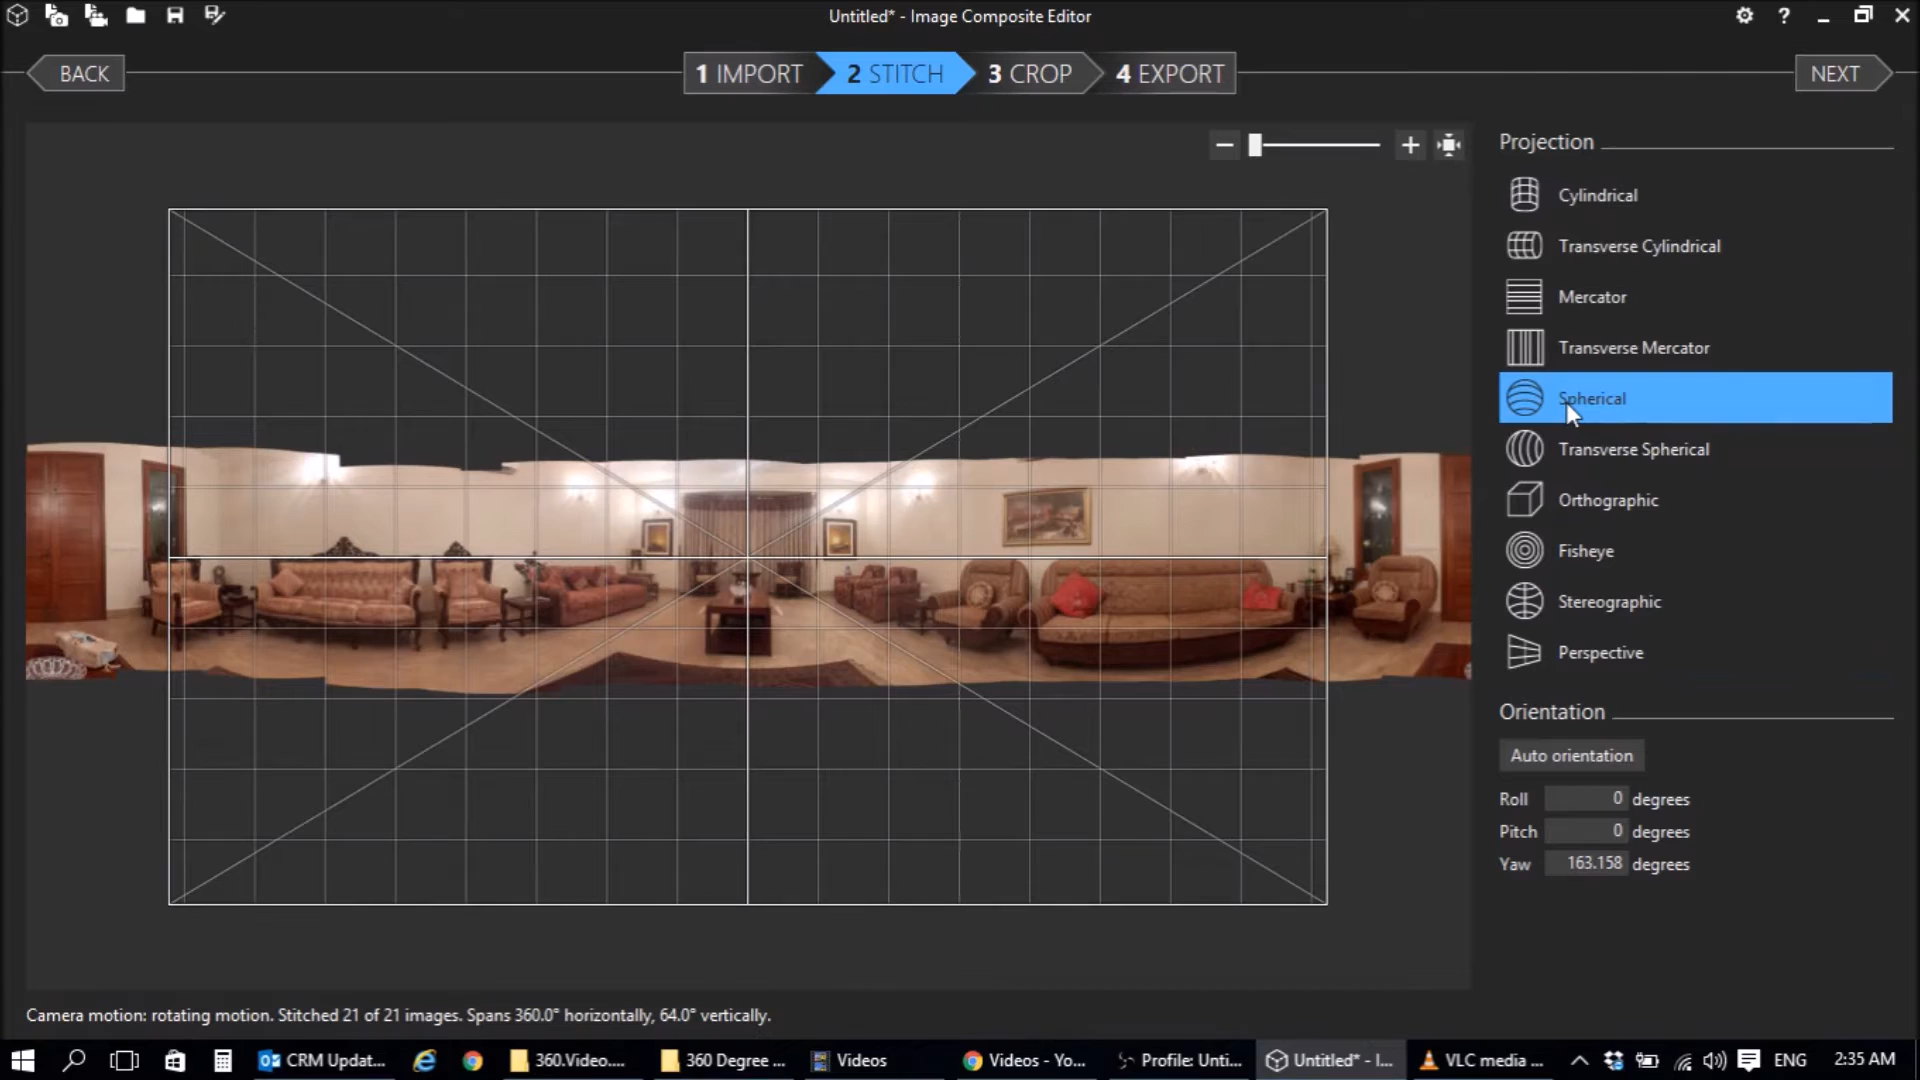 Untitled* - Image Composite Editor
BACK
1 IMPORT
2 STITCH
3 CROP
4 EXPORT
NEXT
Projection
Cylindrical
Transverse Cylindrical
Mercator
Transverse Mercator
Spherical
Transverse Spherical
Orthographic
Fisheye
Stereographic
Perspective
Orientation
Auto orientation
Roll 0 degrees
Pitch 0 degrees
Yaw 163.158 degrees
Camera motion: rotating motion. Stitched 21 of 21 images. Spans 360.0° horizontally, 64.0° vertically.
CRM Updat...
360.Video....
360 Degree ...
Videos
Videos - Yo...
Profile: Unti...
Untitled* - I...
VLC media ...
ENG
2:35 AM